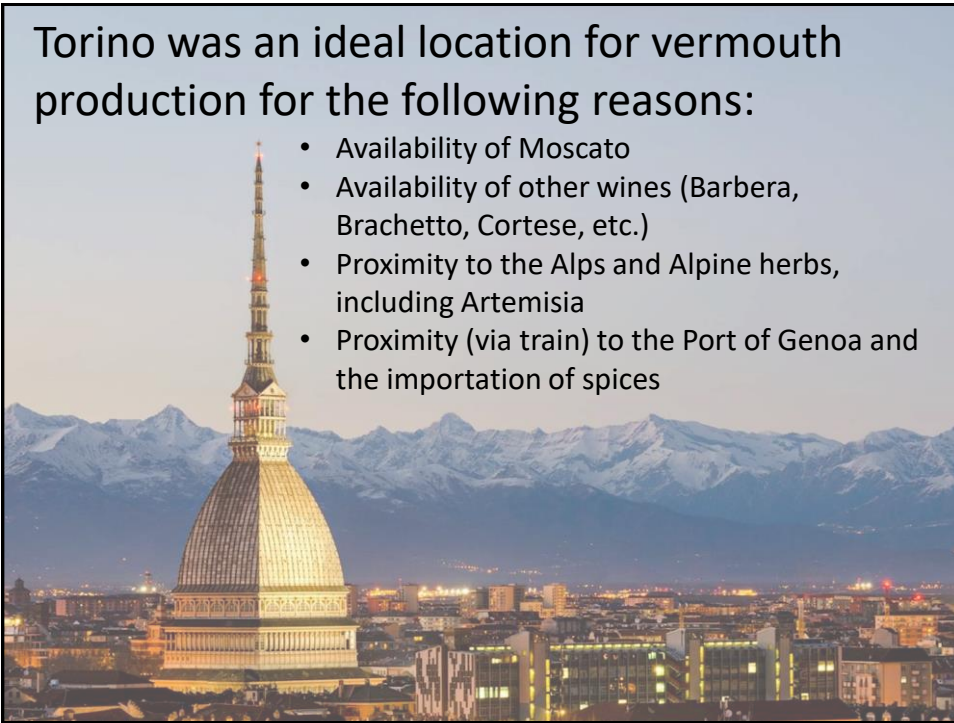 Torino was an ideal location for vermouth
production for the following reasons:
• Availability of Moscato
• Availability of other wines (Barbera,
Brachetto, Cortese, etc.)
• Proximity to the Alps and Alpine herbs,
including Artemisia
• Proximity (via train) to the Port of Genoa and
the importation of spices